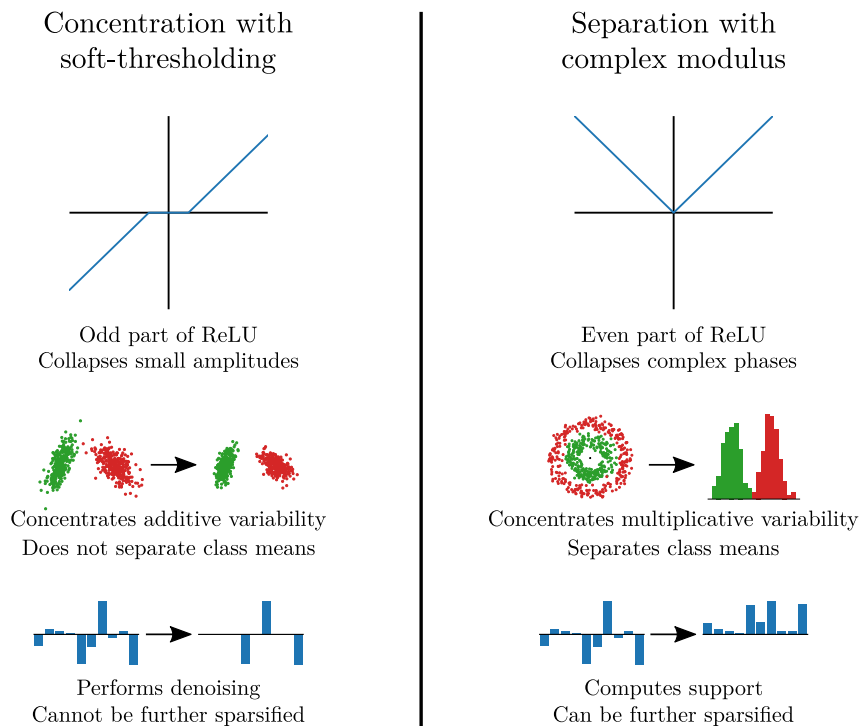 Concentration with
soft-thresholding
Odd part of ReLU
Collapses small amplitudes
Concentrates additive variability
Does not separate class means
Performs denoising
Cannot be further sparsified
Separation with
complex modulus
Even part of ReLU
Collapses complex phases
Concentrates multiplicative variability
Separates class means
Computes support
Can be further sparsified